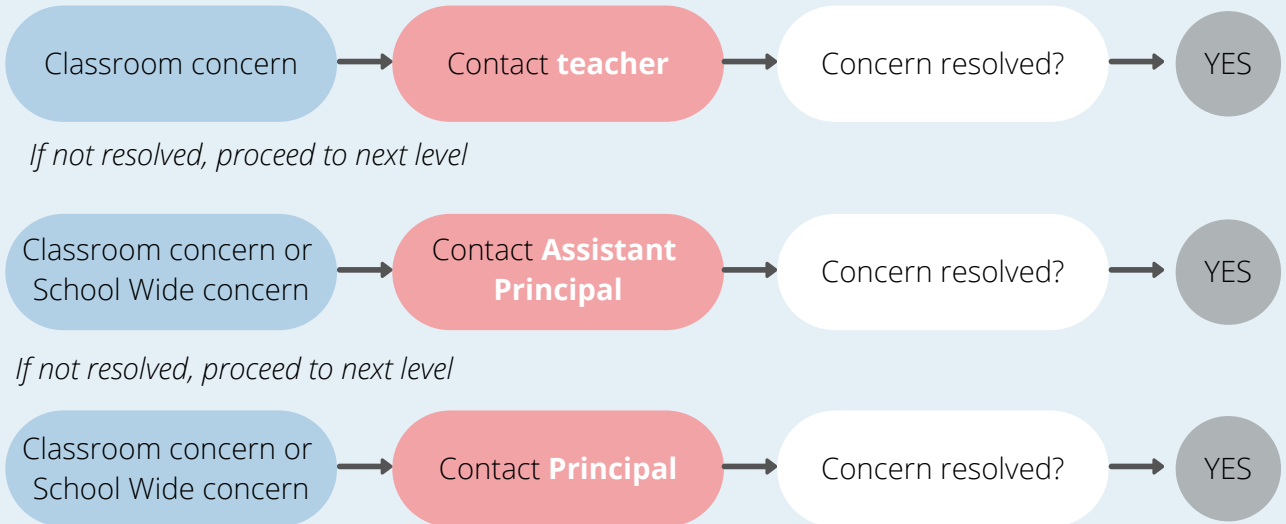 Classroom concern
Contact teacher
Concern resolved?
YES
If not resolved, proceed to next level
Classroom concern or
School Wide concern
Contact Assistant
Principal
Concern resolved?
YES
If not resolved, proceed to next level
Classroom concern or
School Wide concern
Contact Principal
Concern resolved?
YES